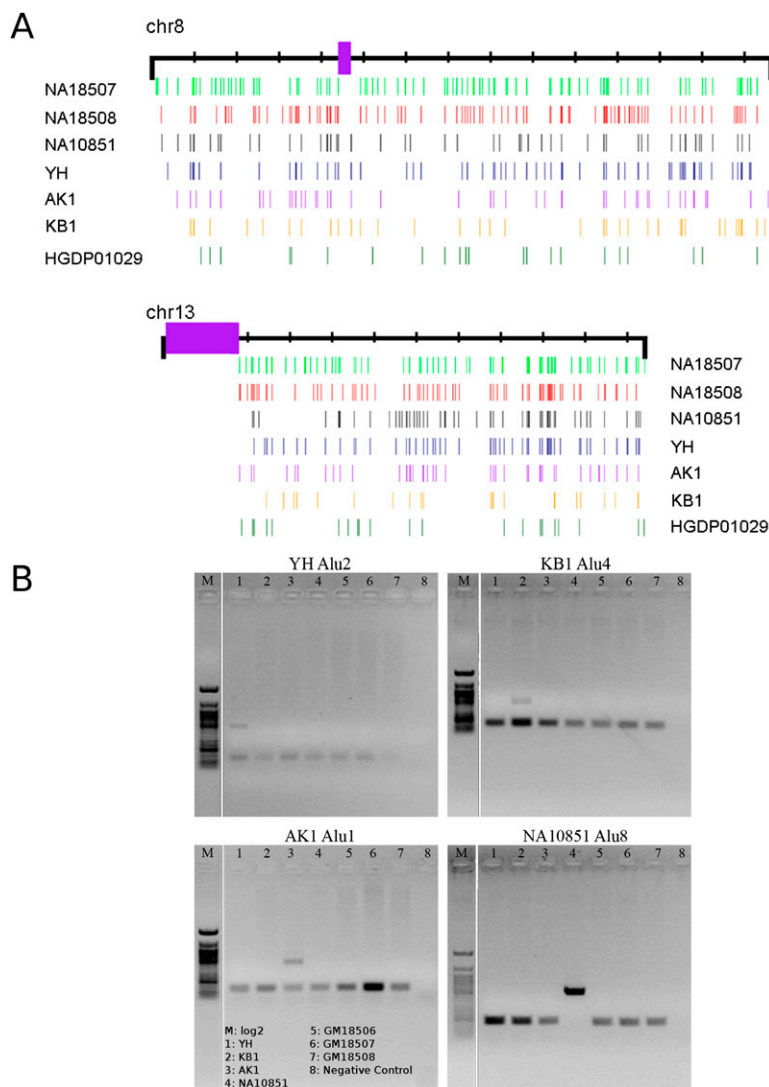 A
chr8
NA18507
NA18508
NA10851
YH
AK1
KB1
HGDP01029
chr13
NA18507
NA18508
NA10851
YH
AK1
KB1
HGDP01029
B
YH Alu2
M 1 2 3 4 5 6 7 8
KB1 Alu4
M 1 2 3 4 5 6 7 8
AK1 Alu1
M 1 2 3 4 5 6 7 8
M: log2
1: YH
2: KB1
3: AK1
4: NA10851
5: GM18506
6: GM18507
7: GM18508
8: Negative Control
NA10851 Alu8
M 1 2 3 4 5 6 7 8